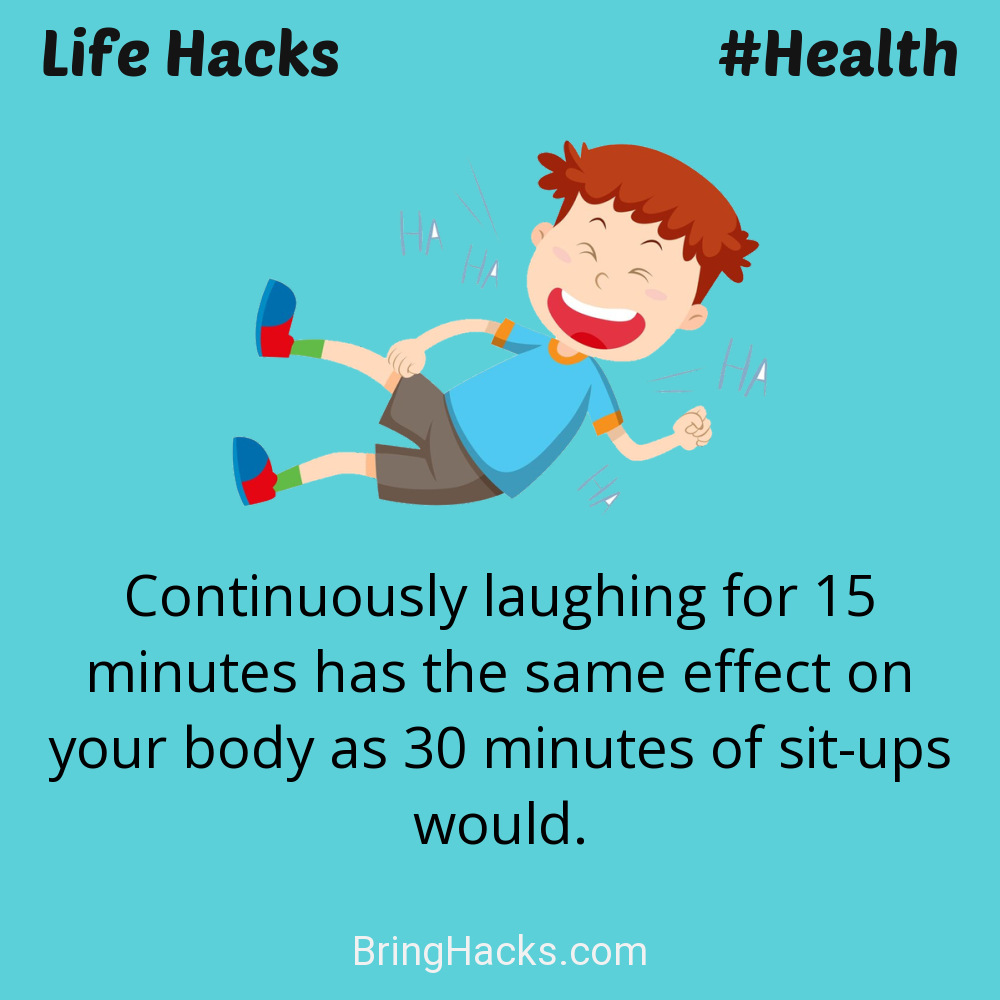 Life Hacks #Health
HA
HA
HA
HA
Continuously laughing for 15
minutes has the same effect on
your body as 30 minutes of sit-ups
would.
BringHacks.com